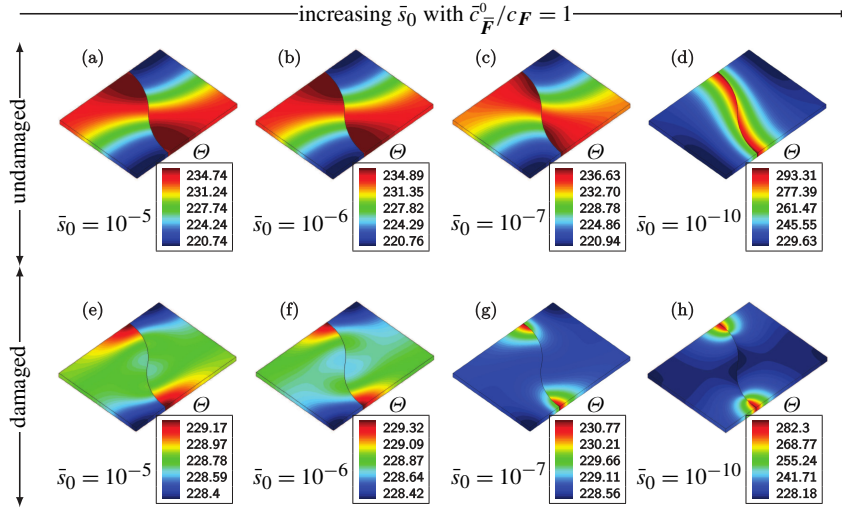 increasing s̄₀ with c̄⁰_F̄/c_F = 1
undamaged
(a) (b) (c) (d)
Θ Θ Θ Θ
234.74 234.89 236.63 293.31
231.24 231.35 232.70 277.39
227.74 227.82 228.78 261.47
224.24 224.29 224.86 245.55
220.74 220.76 220.94 229.63
s̄₀ = 10⁻⁵ s̄₀ = 10⁻⁶ s̄₀ = 10⁻⁷ s̄₀ = 10⁻¹⁰
damaged
(e) (f) (g) (h)
Θ Θ Θ Θ
229.17 229.32 230.77 282.3
228.97 229.09 230.21 268.77
228.78 228.87 229.66 255.24
228.59 228.64 229.11 241.71
228.4 228.42 228.56 228.18
s̄₀ = 10⁻⁵ s̄₀ = 10⁻⁶ s̄₀ = 10⁻⁷ s̄₀ = 10⁻¹⁰